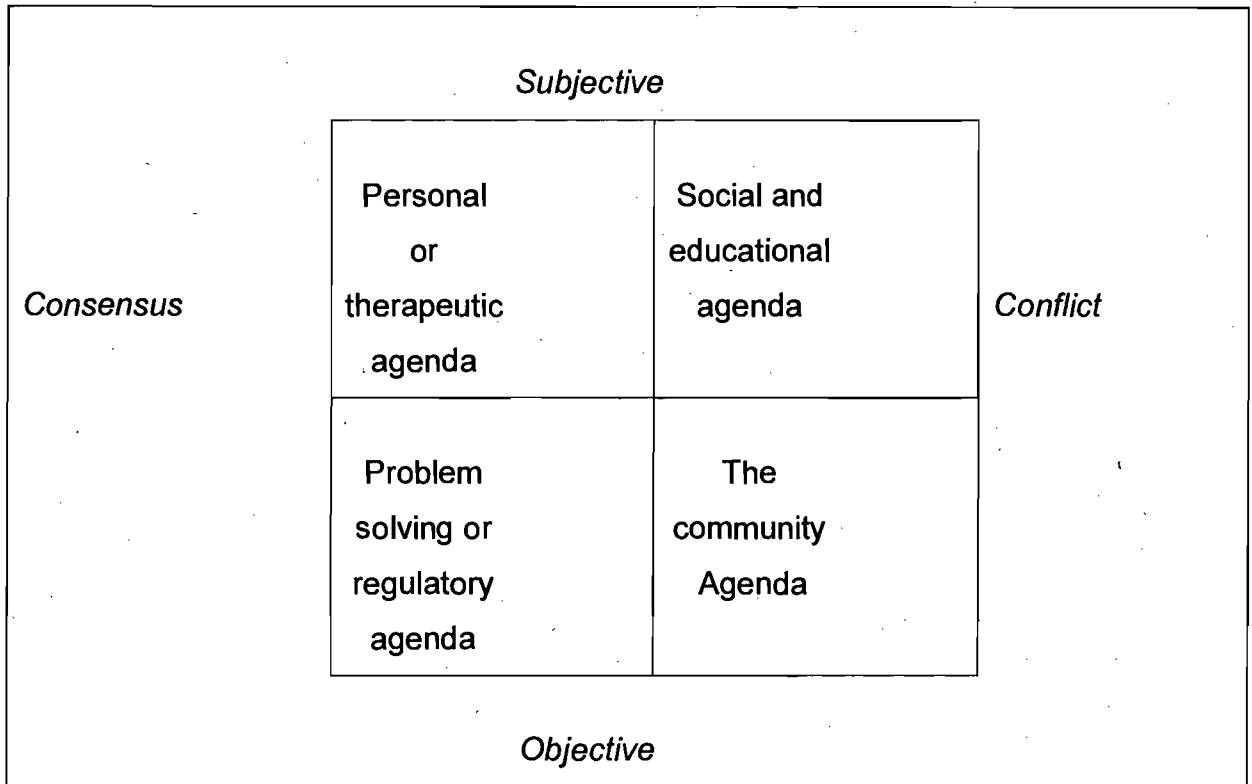 Subjective
Personal
or
therapeutic
agenda
Social and
educational
agenda
Consensus
Conflict
Problem
solving or
regulatory
agenda
The
community
Agenda
Objective